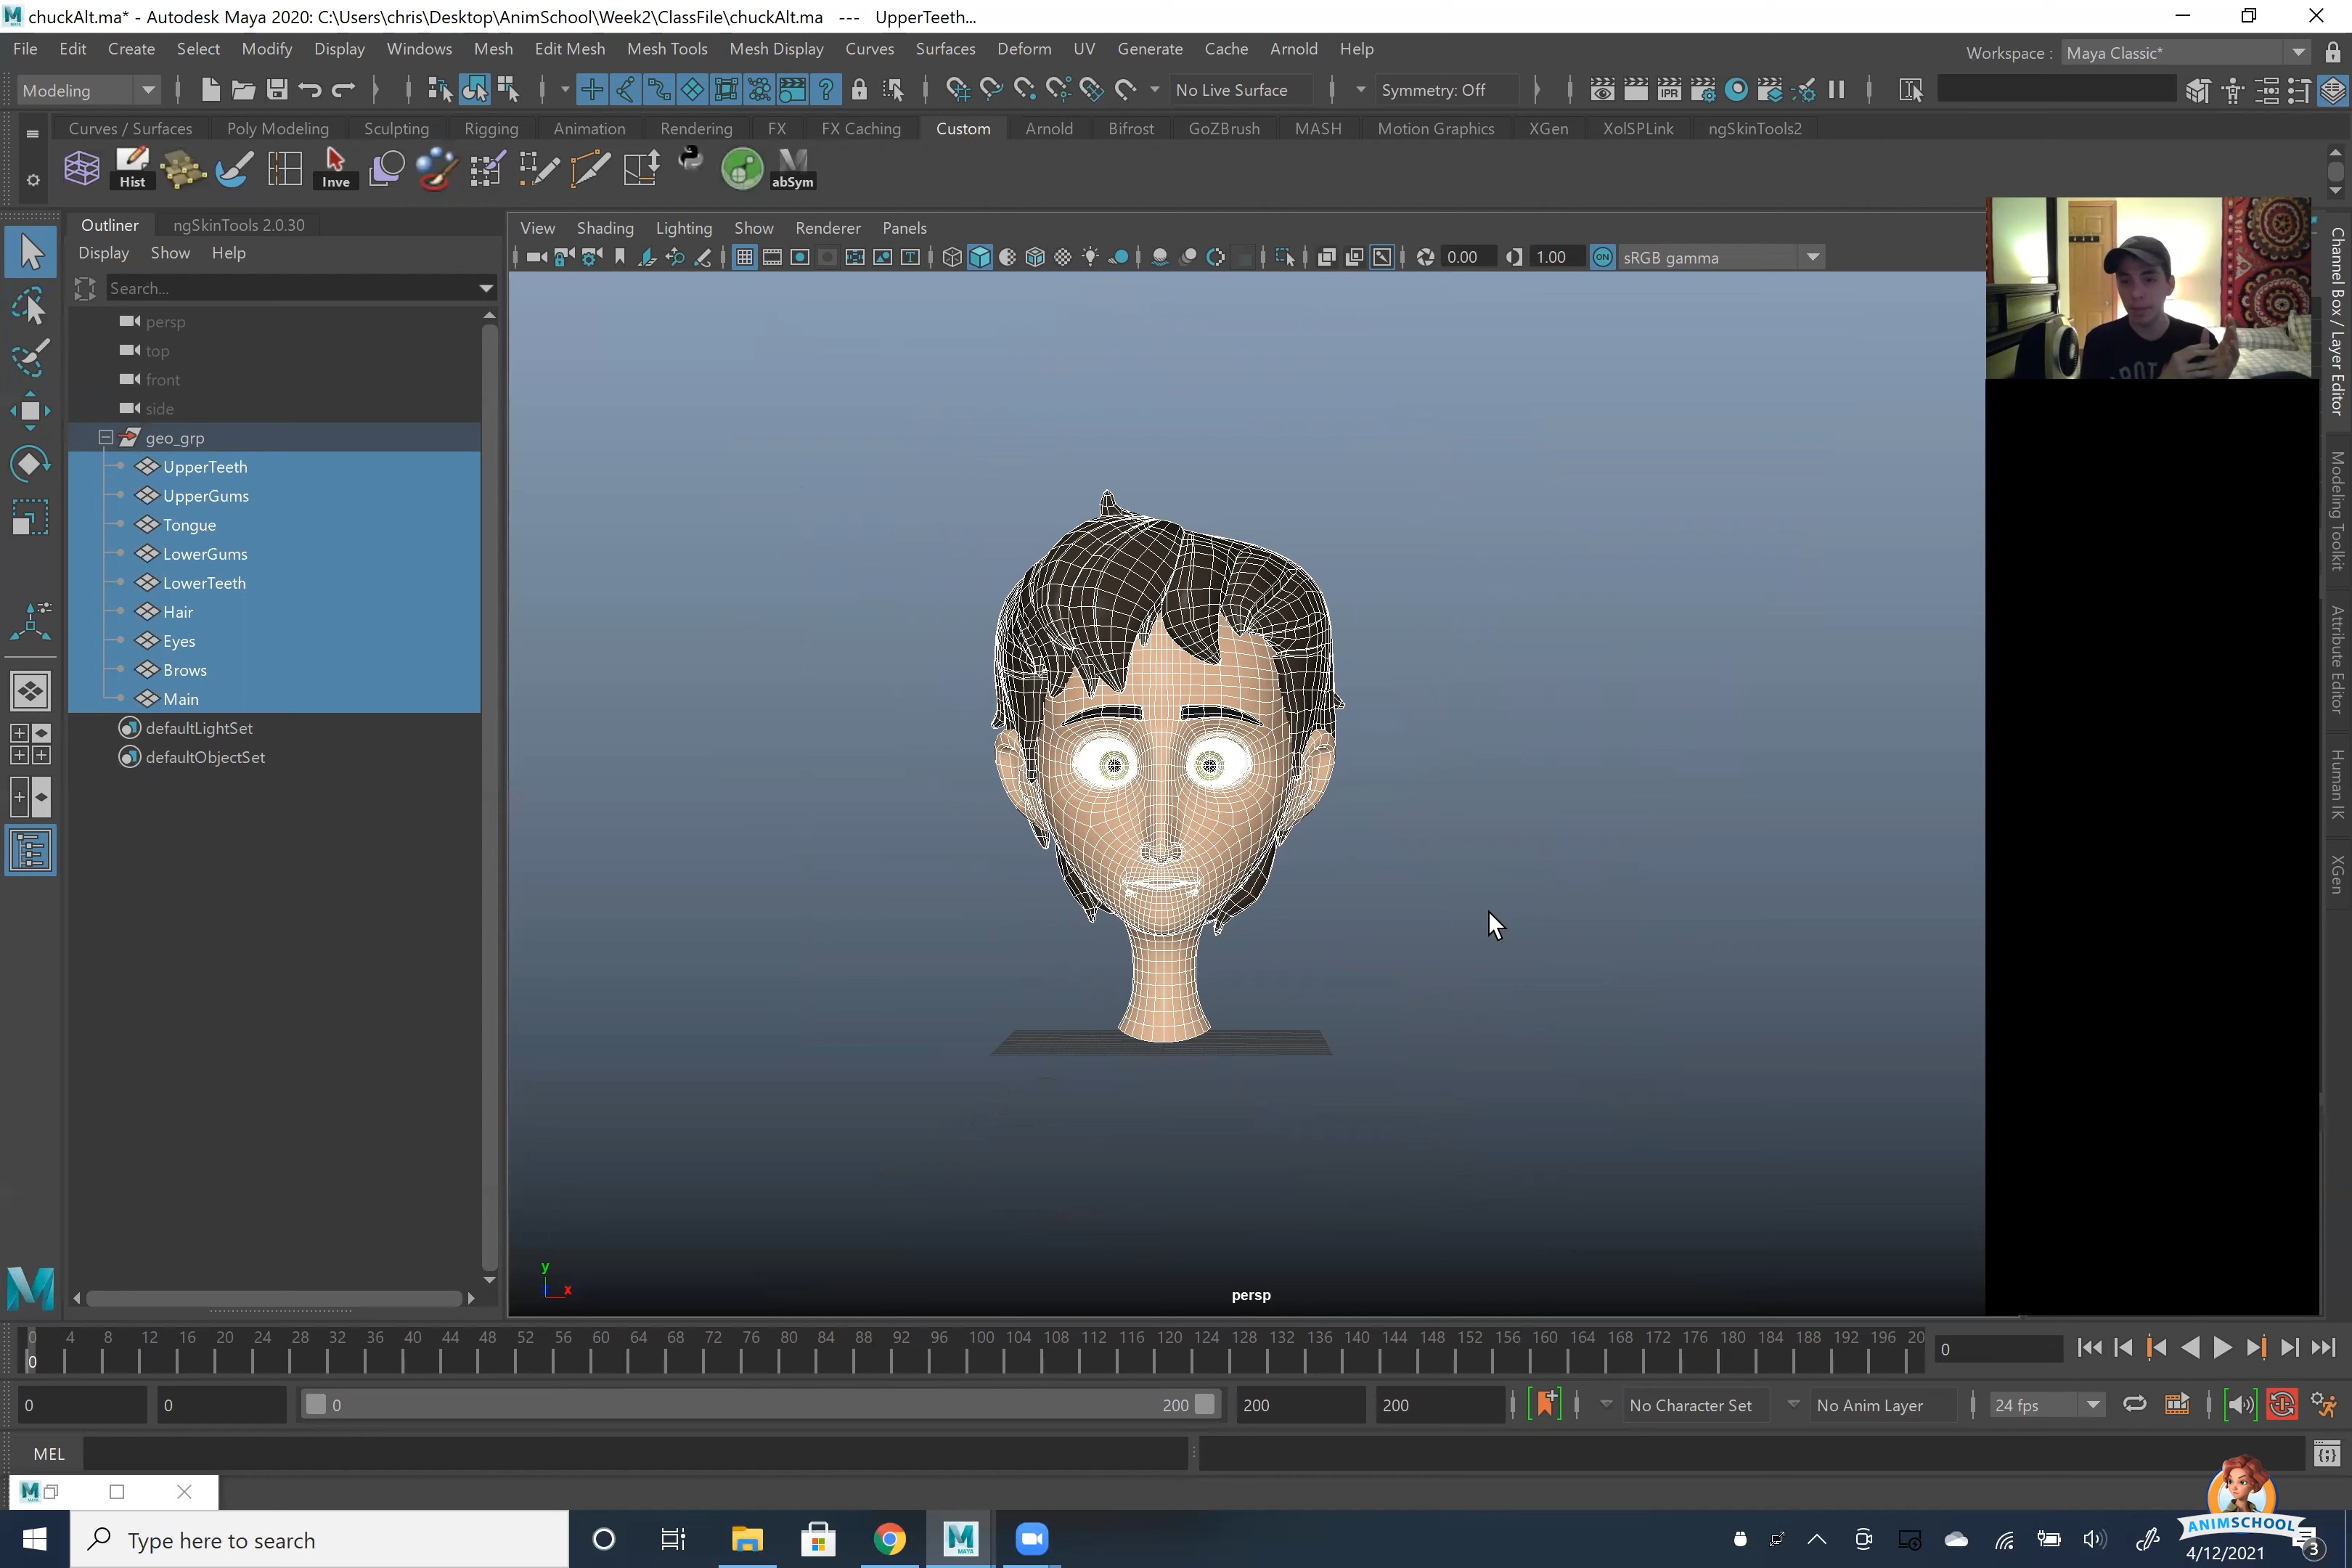 chuckAlt.ma* - Autodesk Maya 2020: C:\Users\chris\Desktop\AnimSchool\Week2\ClassFile\chuckAlt.ma --- UpperTeeth...
File Edit Create Select Modify Display Windows Mesh Edit Mesh Mesh Tools Mesh Display Curves Surfaces Deform UV Generate Cache Arnold Help
Workspace : Maya Classic*
Modeling No Live Surface Symmetry: Off
Curves / Surfaces Poly Modeling Sculpting Rigging Animation Rendering FX FX Caching Custom Arnold Bifrost GoZBrush MASH Motion Graphics XGen XolSPLink ngSkinTools2
Hist Inve abSym
Outliner ngSkinTools 2.0.30
Display Show Help
Search...
persp
top
front
side
geo_grp
UpperTeeth
UpperGums
Tongue
LowerGums
LowerTeeth
Hair
Eyes
Brows
Main
defaultLightSet
defaultObjectSet
View Shading Lighting Show Renderer Panels
0.00 1.00 ON sRGB gamma
y
x
persp
Channel Box / Layer Editor
Modeling Toolkit
Attribute Editor
Human IK
XGen
0 4 8 12 16 20 24 28 32 36 40 44 48 52 56 60 64 68 72 76 80 84 88 92 96 100 104 108 112 116 120 124 128 132 136 140 144 148 152 156 160 164 168 172 176 180 184 188 192 196 20
0
0
0 0 0 200 200 200 No Character Set No Anim Layer 24 fps
MEL
Type here to search
MAYA
ANIMSCHOOL
4/12/2021
3